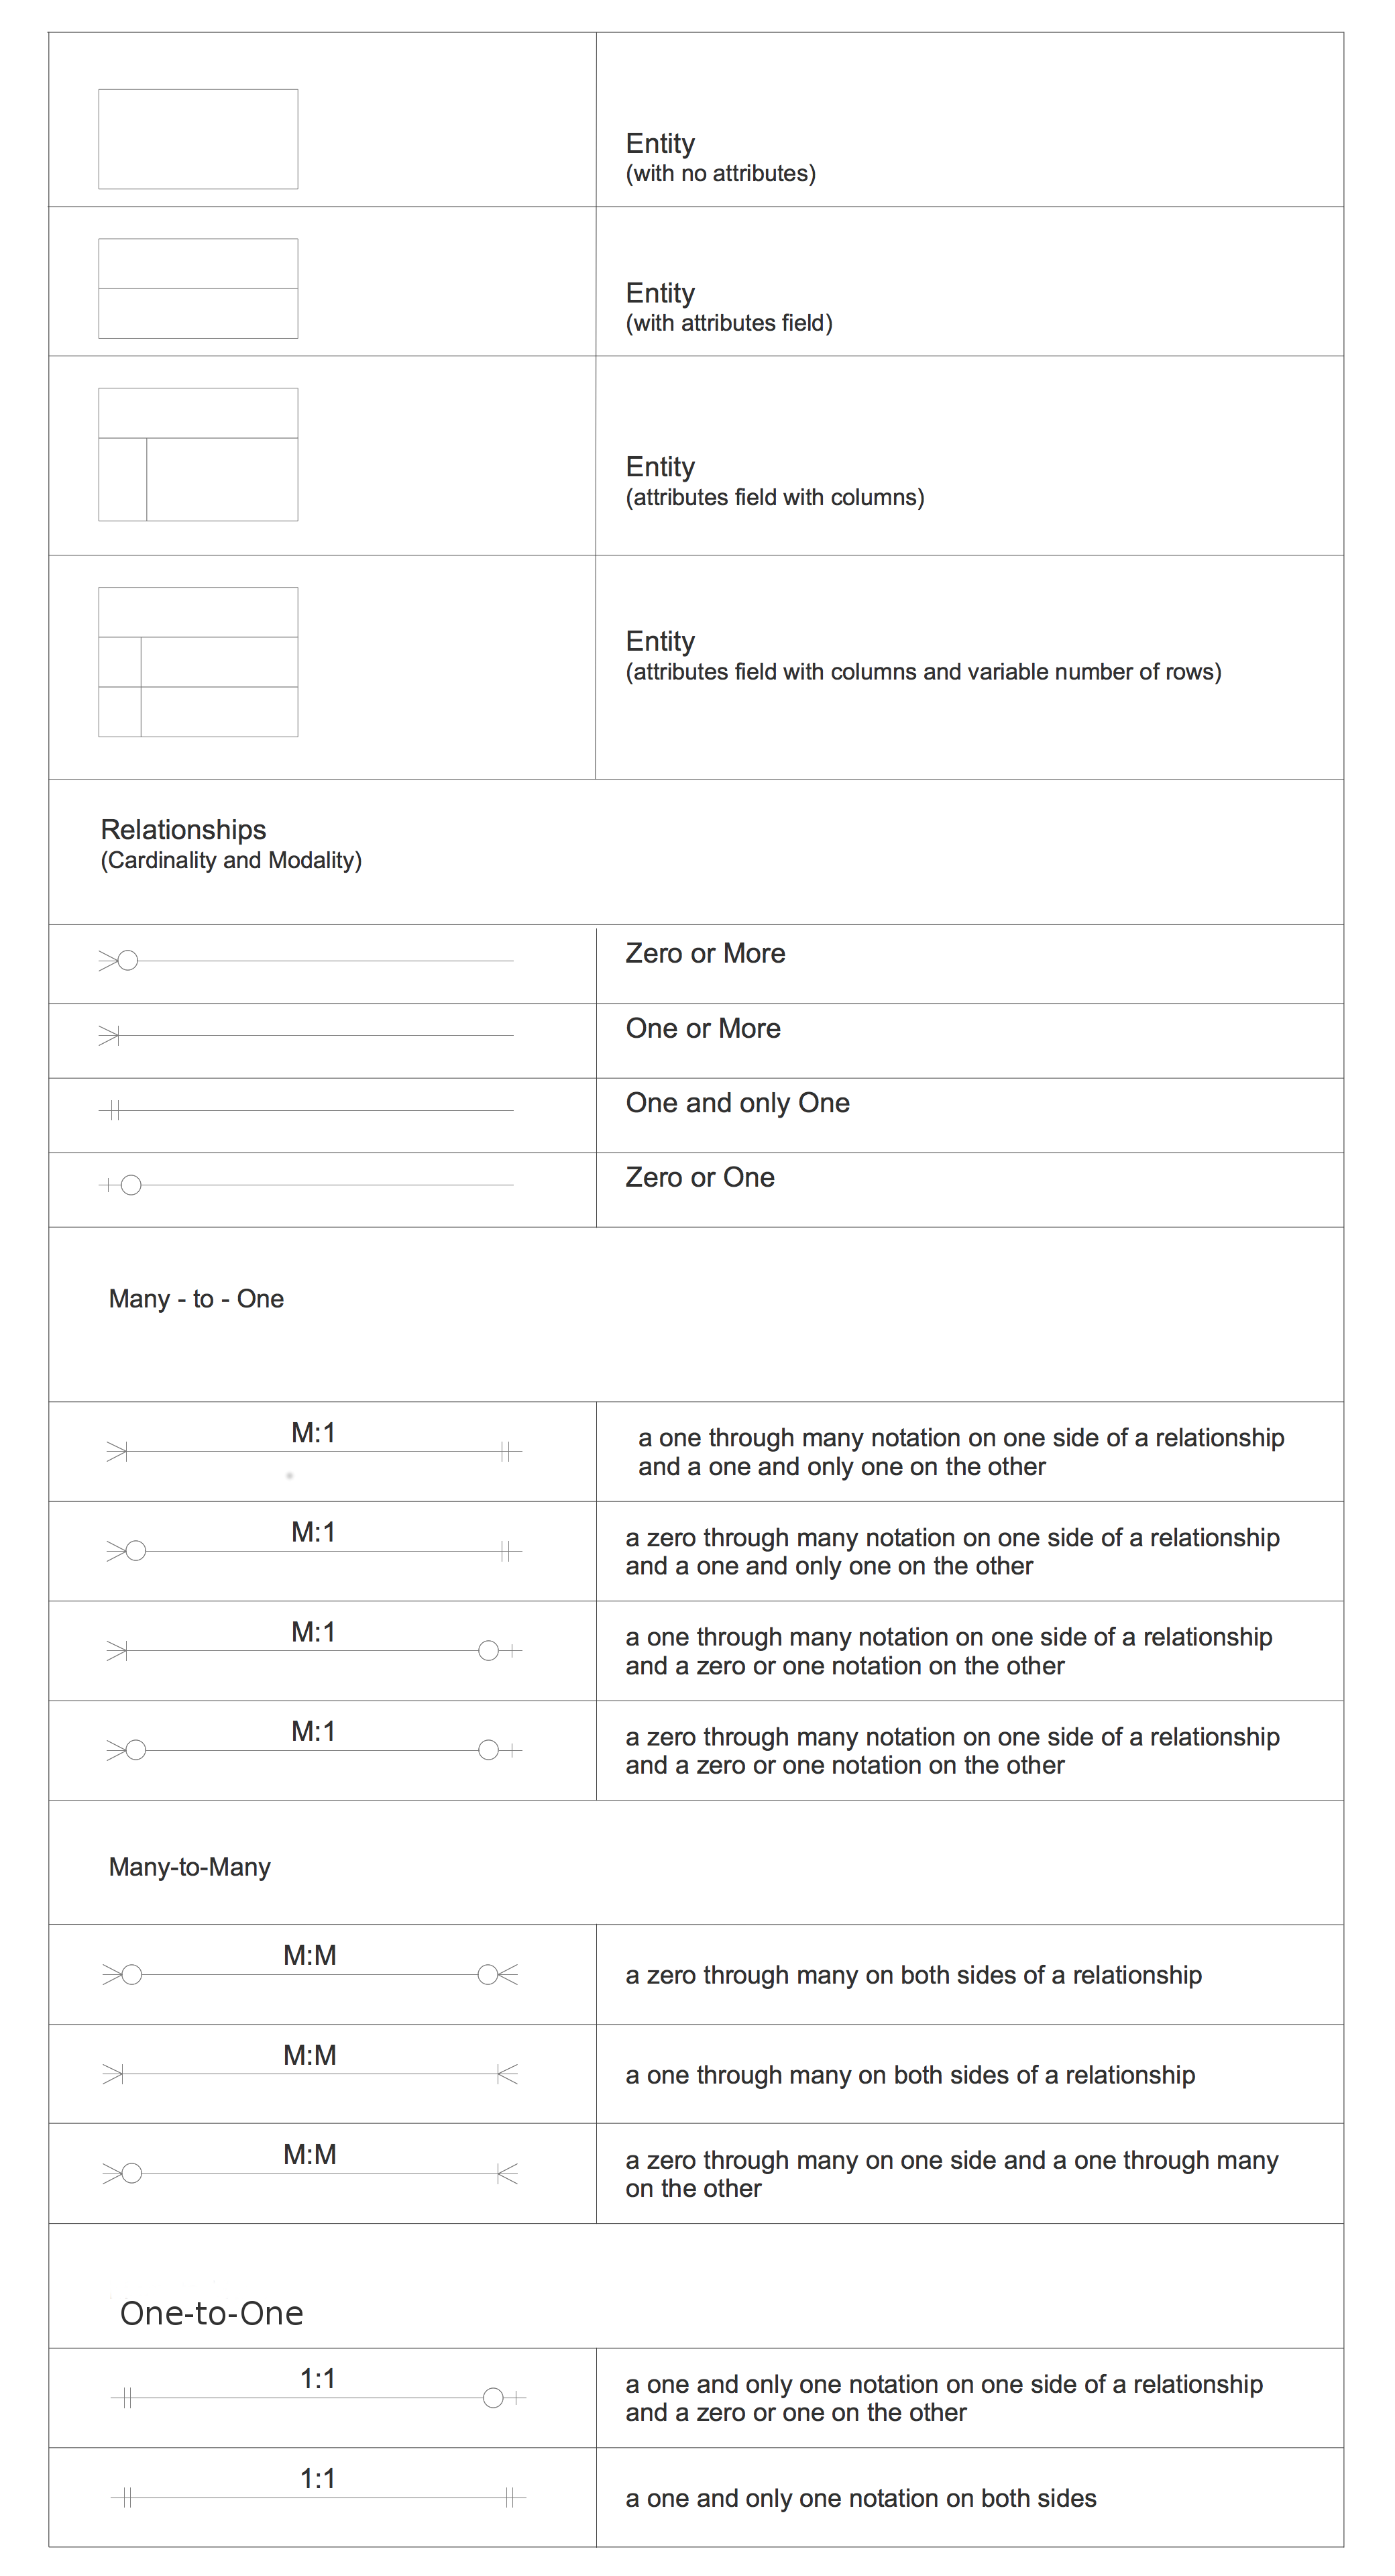 Entity
(with no attributes)
Entity
(with attributes field)
Entity
(attributes field with columns)
Entity
(attributes field with columns and variable number of rows)
Relationships
(Cardinality and Modality)
Zero or More
One or More
One and only One
Zero or One
Many - to - One
M:1
a one through many notation on one side of a relationship
and a one and only one on the other
M:1
a zero through many notation on one side of a relationship
and a one and only one on the other
M:1
a one through many notation on one side of a relationship
and a zero or one notation on the other
M:1
a zero through many notation on one side of a relationship
and a zero or one notation on the other
Many-to-Many
M:M
a zero through many on both sides of a relationship
M:M
a one through many on both sides of a relationship
M:M
a zero through many on one side and a one through many
on the other
One-to-One
1:1
a one and only one notation on one side of a relationship
and a zero or one on the other
1:1
a one and only one notation on both sides